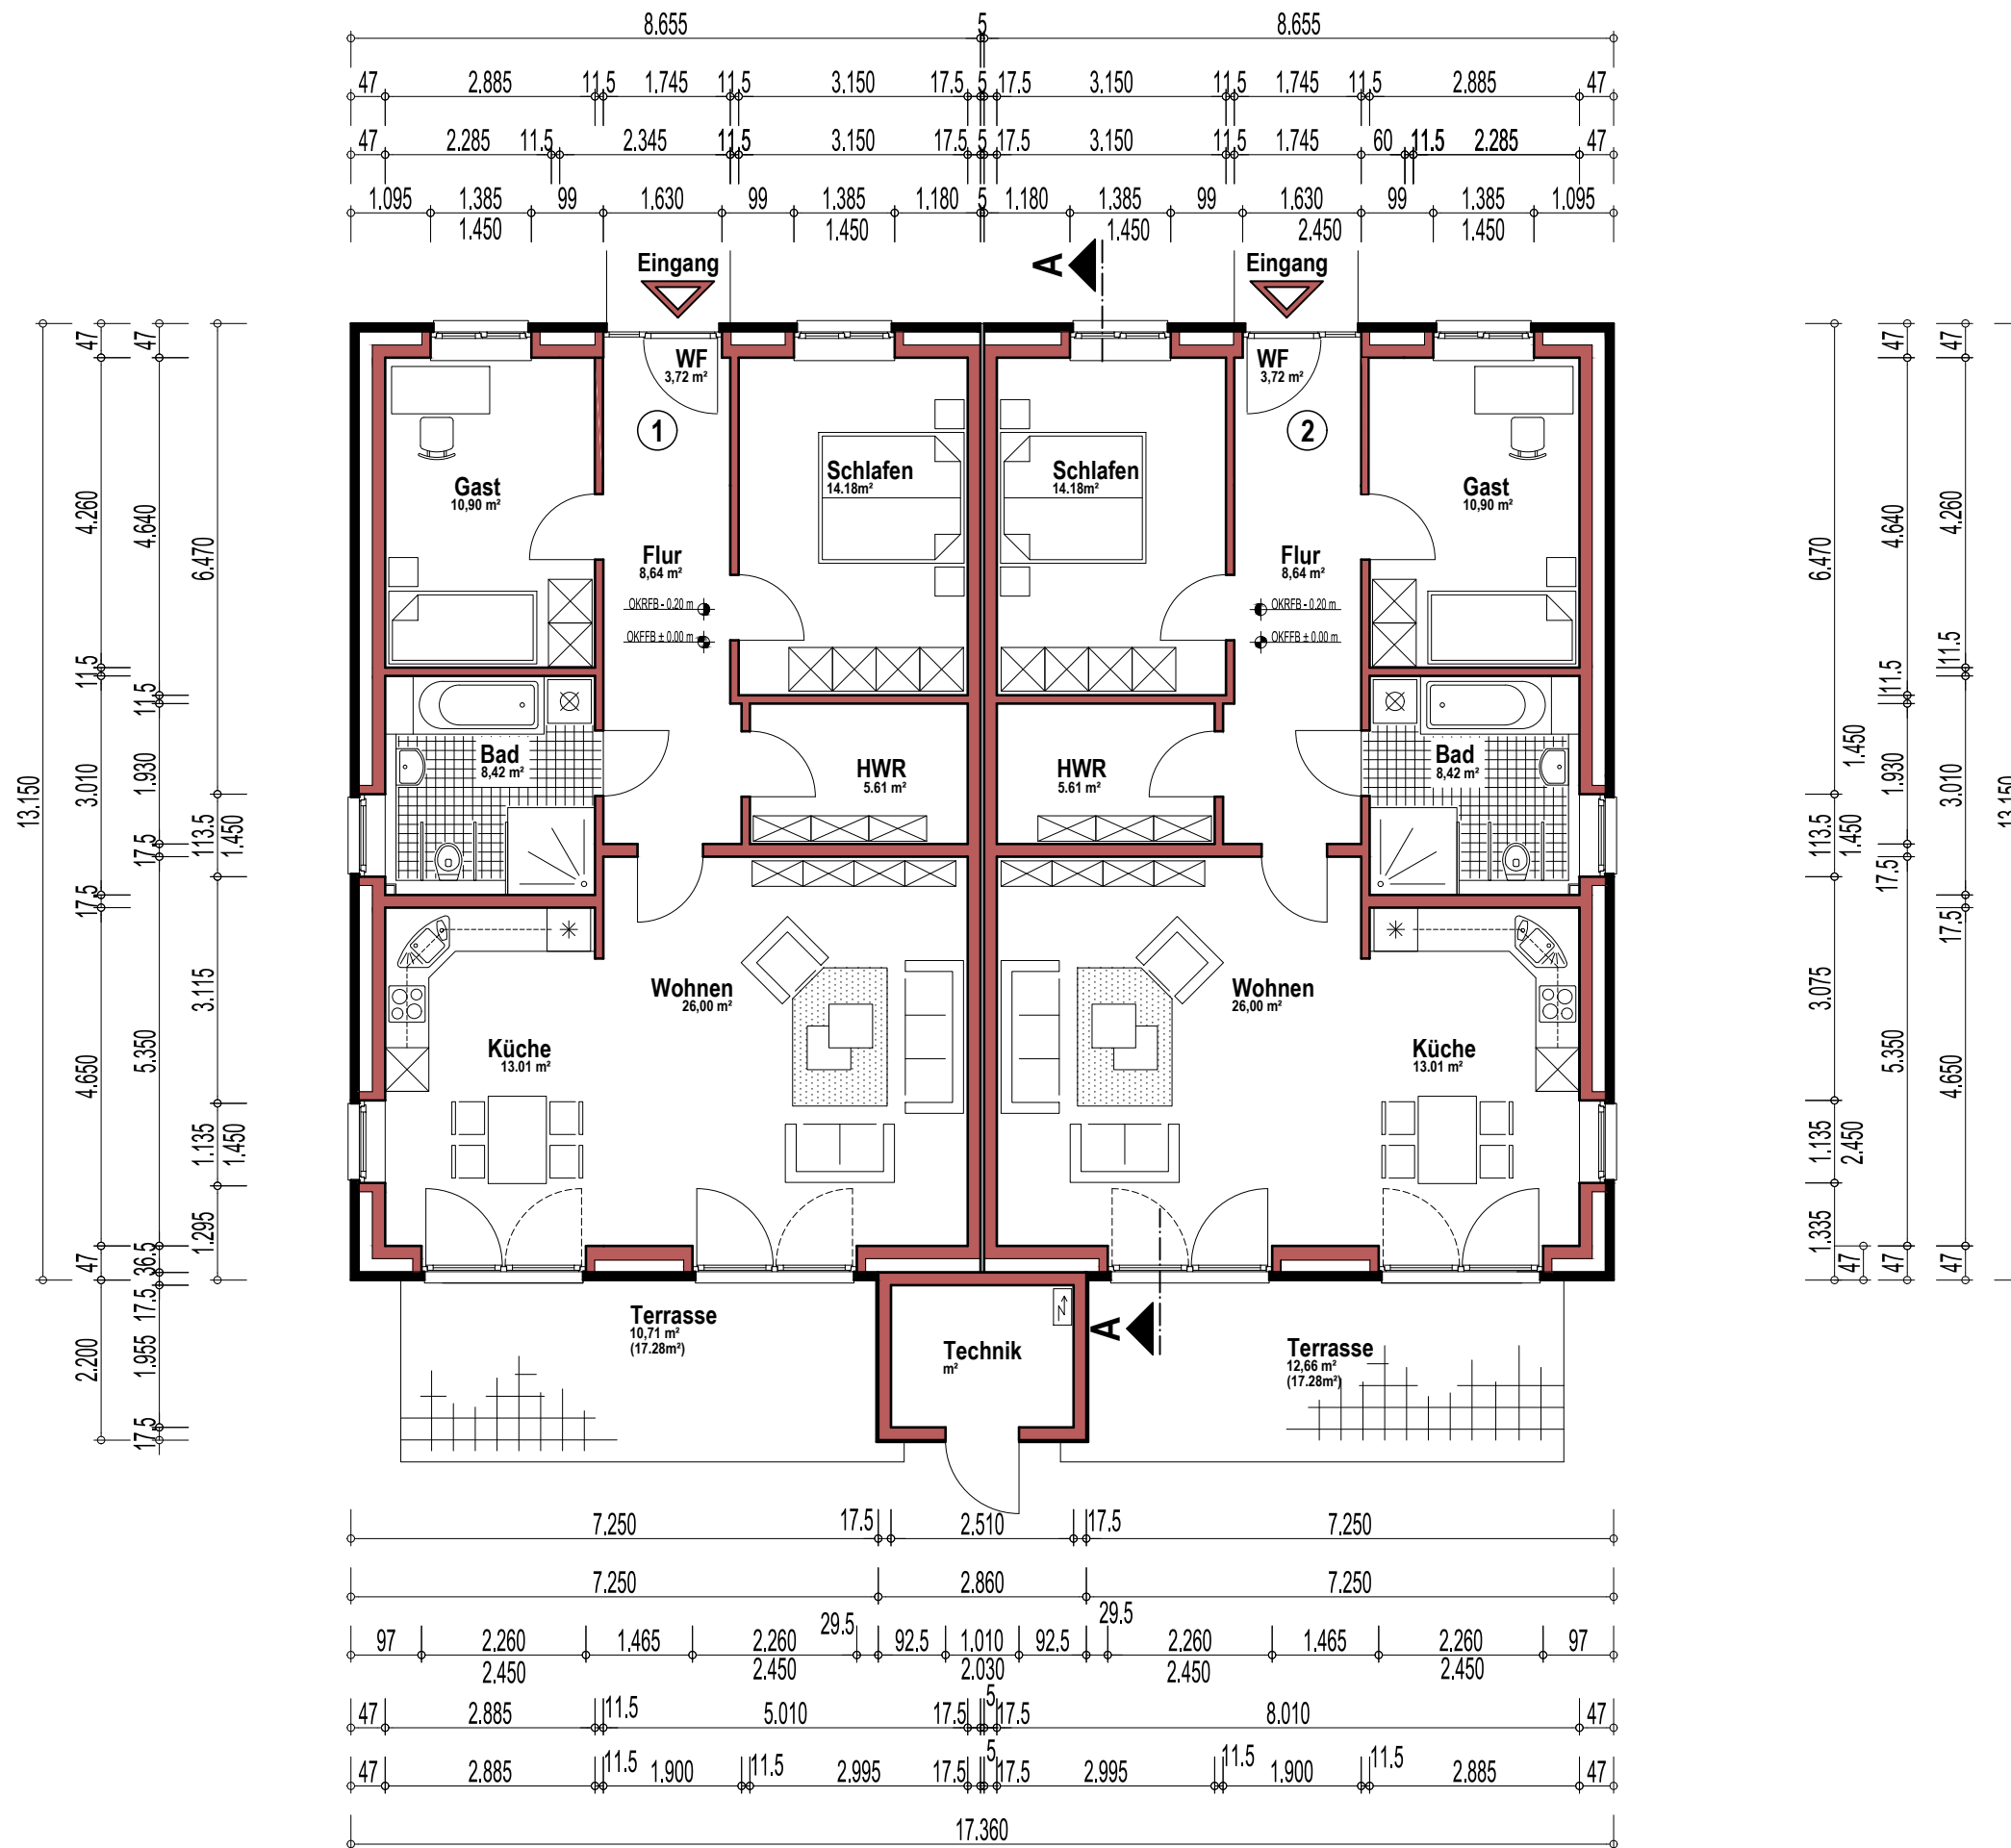 8.655 5 8.655
47 2.885 11.5 1.745 11.5 3.150 17.5 5 17.5 3.150 11.5 1.745 11.5 2.885 47
47 2.285 11.5 2.345 11.5 3.150 17.5 5 17.5 3.150 11.5 1.745 60 11.5 2.285 47
1.095 1.385 99 1.630 99 1.385 1.180 5 1.180 1.385 99 1.630 99 1.385 1.095
1.450 1.450 1.450 2.450 1.450
Eingang A Eingang
WF WF
3,72 m² 3,72 m²
1 2
Schlafen Schlafen
14.18m² 14.18m²
Gast Gast
10,90 m² 10,90 m²
Flur Flur
8,64 m² 8,64 m²
OKRFB - 0.20 m OKRFB - 0.20 m
OKFFB ± 0.00 m OKFFB ± 0.00 m
Bad Bad
8,42 m² 8,42 m²
HWR HWR
5.61 m² 5.61 m²
Wohnen Wohnen
26,00 m² 26,00 m²
Küche Küche
13.01 m² 13.01 m²
Terrasse
10,71 m²
(17.28m²)
Technik
m²
N
A
Terrasse
12,66 m²
(17.28m²)
13.150
47 4.260 11.5 3.010 17.5 4.650 47 2.200
47 4.640 11.5 1.930 17.5 5.350 36.5 17.5 1.955 17.5
6.470 113.5 3.115 1.135 1.295
1.450 1.450
6.470 113.5 3.075 1.135 1.335
1.450 1.450 2.450 47
47 4.640 11.5 1.930 17.5 5.350 47
47 4.260 11.5 3.010 17.5 4.650 47
13.150
7.250 17.5 2.510 17.5 7.250
7.250 2.860 7.250
97 2.260 1.465 2.260 29.5 92.5 1.010 92.5 29.5 2.260 1.465 2.260 97
2.450 2.450 2.030 2.450 2.450
47 2.885 11.5 5.010 17.5 5 17.5 8.010 47
47 2.885 11.5 1.900 11.5 2.995 17.5 5 17.5 2.995 11.5 1.900 11.5 2.885 47
17.360